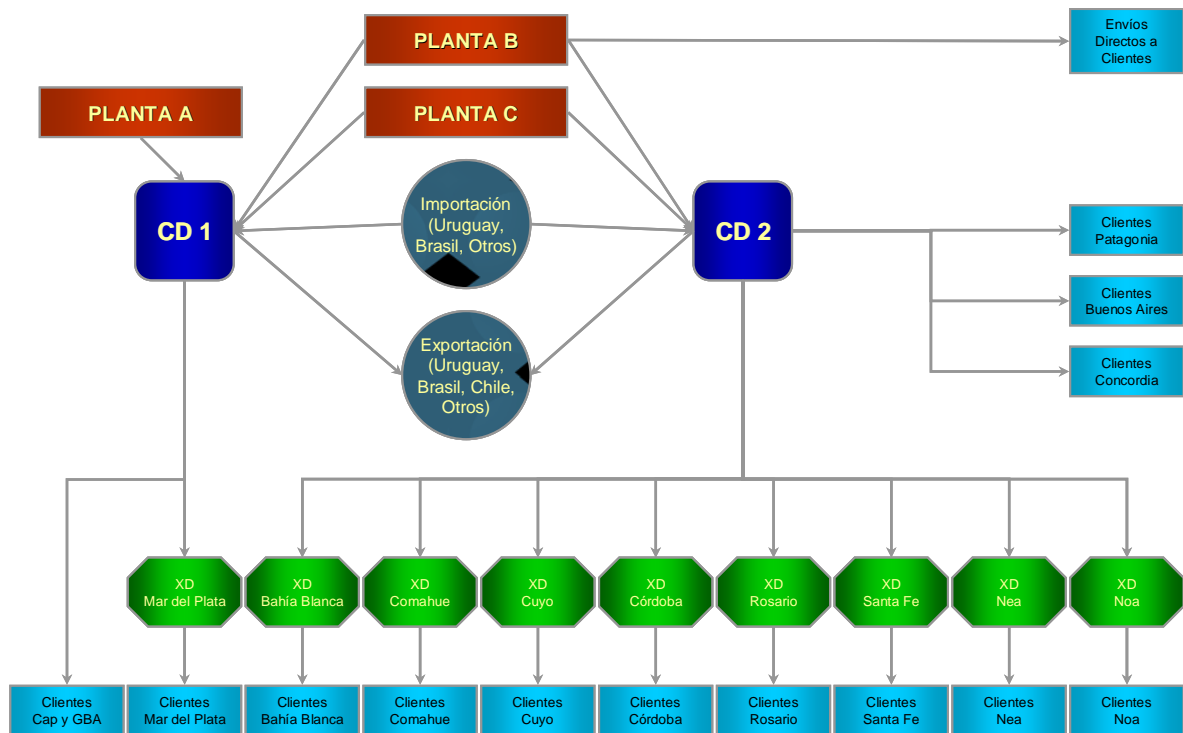 PLANTA B
Envíos
Directos a
Clientes
PLANTA A
PLANTA C
CD 1
Importación
(Uruguay,
Brasil, Otros)
CD 2
Clientes
Patagonia
Clientes
Buenos Aires
Exportación
(Uruguay,
Brasil, Chile,
Otros)
Clientes
Concordia
XD
Mar del Plata
XD
Bahía Blanca
XD
Comahue
XD
Cuyo
XD
Córdoba
XD
Rosario
XD
Santa Fe
XD
Nea
XD
Noa
Clientes
Cap y GBA
Clientes
Mar del Plata
Clientes
Bahía Blanca
Clientes
Comahue
Clientes
Cuyo
Clientes
Córdoba
Clientes
Rosario
Clientes
Santa Fe
Clientes
Nea
Clientes
Noa